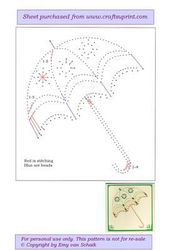 Sheet purchased from www.craftsuprint.com
Red is stitching
Blue are beads
For personal use only. This pattern is not for re-sale
© Copyright by Emy van Schaik